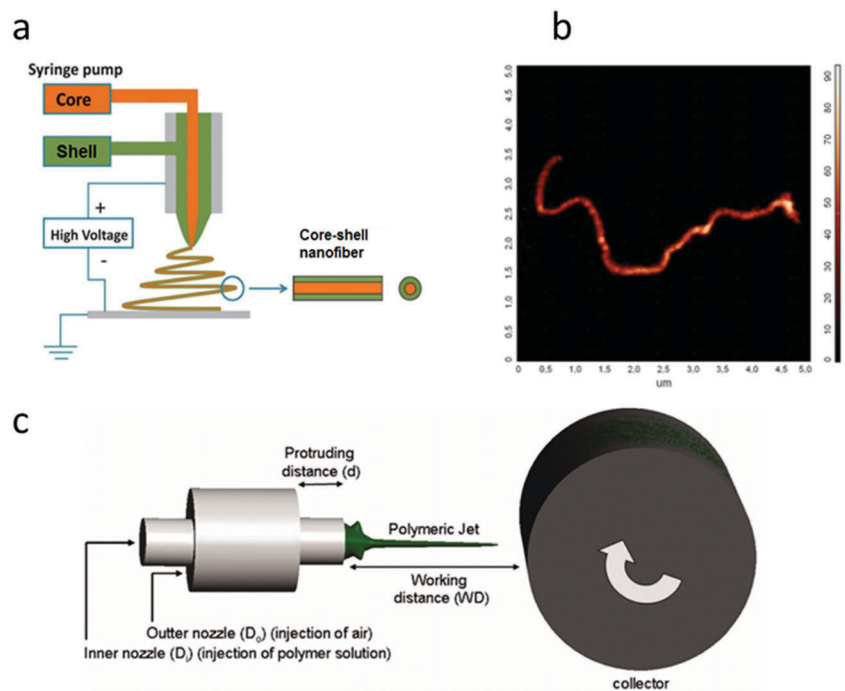 a
Syringe pump
Core
Shell
+
High Voltage
-
Core-shell
nanofiber
b
5,0
4,5
4,0
3,5
3,0
2,5
2,0
1,5
1,0
0,5
0
0 0,5 1,0 1,5 2,0 2,5 3,0 3,5 4,0 4,5 5,0
um
90
80
70
60
50
40
30
20
10
0
c
Protruding
distance (d)
Polymeric Jet
Working
distance (WD)
Outter nozzle (Do) (injection of air)
Inner nozzle (Di) (injection of polymer solution)
collector